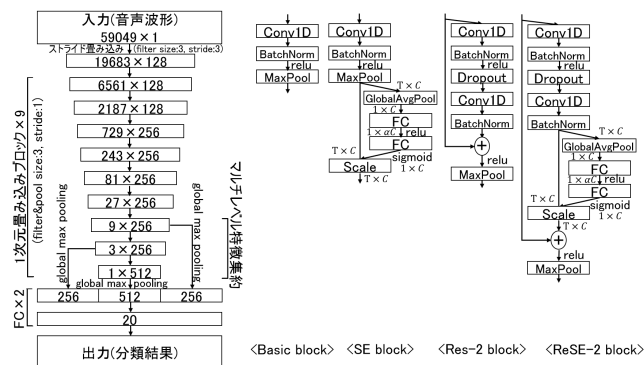 入力(音声波形)
59049×1
ストライド畳み込み (filter size:3, stride:3)
19683×128
6561×128
2187×128
729×256
243×256
81×256
27×256
9×256
3×256
1×512
1次元畳み込みブロック×9
(filter&pool size:3, stride:1)
global max pooling
global max pooling
global max pooling
マルチレベル特徴集約
256
512
256
FC×2
20
出力(分類結果)
Conv1D
BatchNorm
relu
MaxPool
<Basic block>
Conv1D
BatchNorm
relu
MaxPool
T×C
GlobalAvgPool
1×C
FC
1×αC
relu
FC
sigmoid
T×C
1×C
Scale
T×C
<SE block>
Conv1D
BatchNorm
relu
Dropout
Conv1D
BatchNorm
+
relu
MaxPool
<Res-2 block>
Conv1D
BatchNorm
relu
Dropout
Conv1D
BatchNorm
T×C
GlobalAvgPool
1×C
FC
1×αC
relu
FC
sigmoid
T×C
1×C
Scale
T×C
+
relu
MaxPool
<ReSE-2 block>